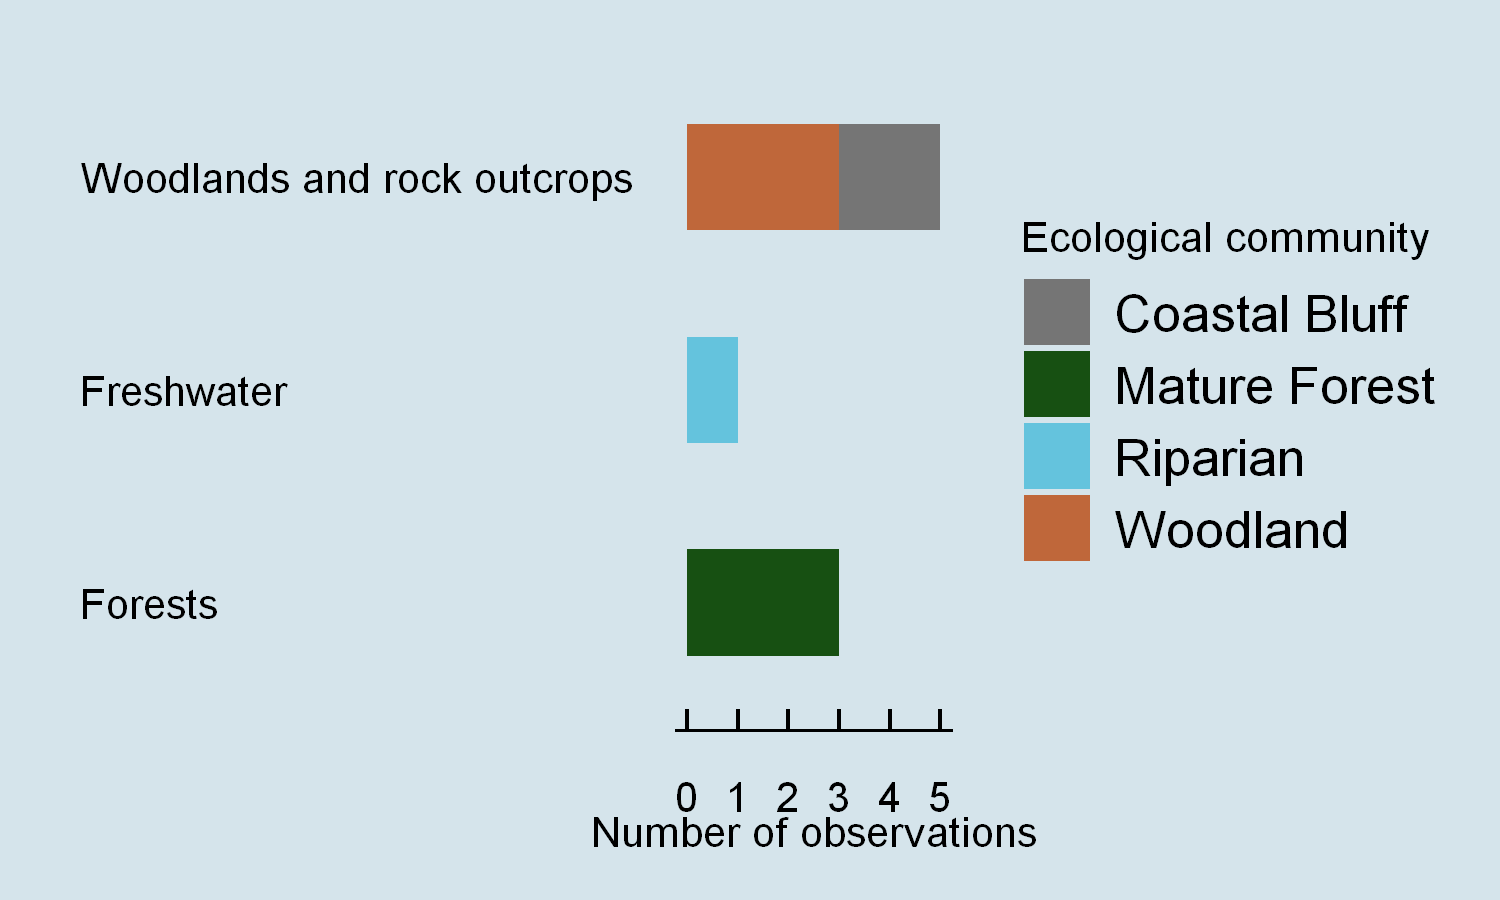 Woodlands and rock outcrops
Freshwater
Forests
0 1 2 3 4 5
Number of observations
Ecological community
Coastal Bluff
Mature Forest
Riparian
Woodland